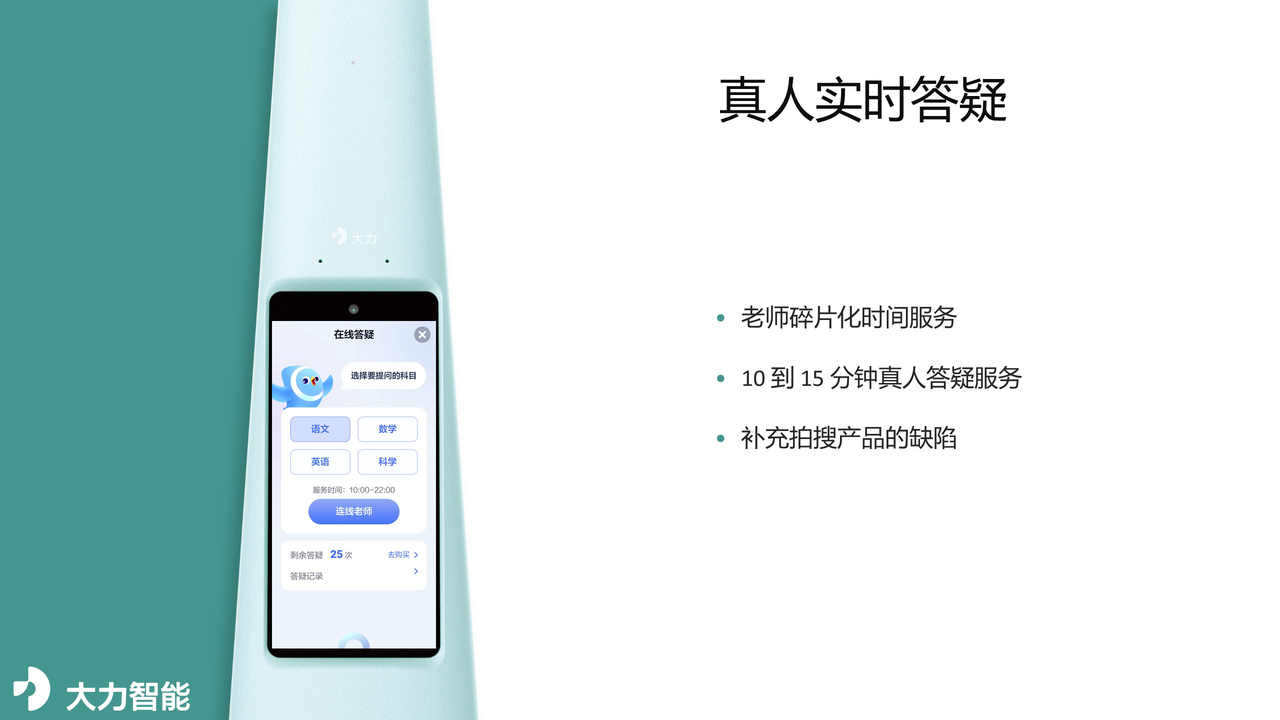 真人实时答疑
大力
在线答疑
选择要提问的科目
语文
数学
英语
科学
服务时间：10:00-22:00
连线老师
剩余答疑 25 次
去购买
答疑记录
老师碎片化时间服务
10 到 15 分钟真人答疑服务
补充拍搜产品的缺陷
大力智能